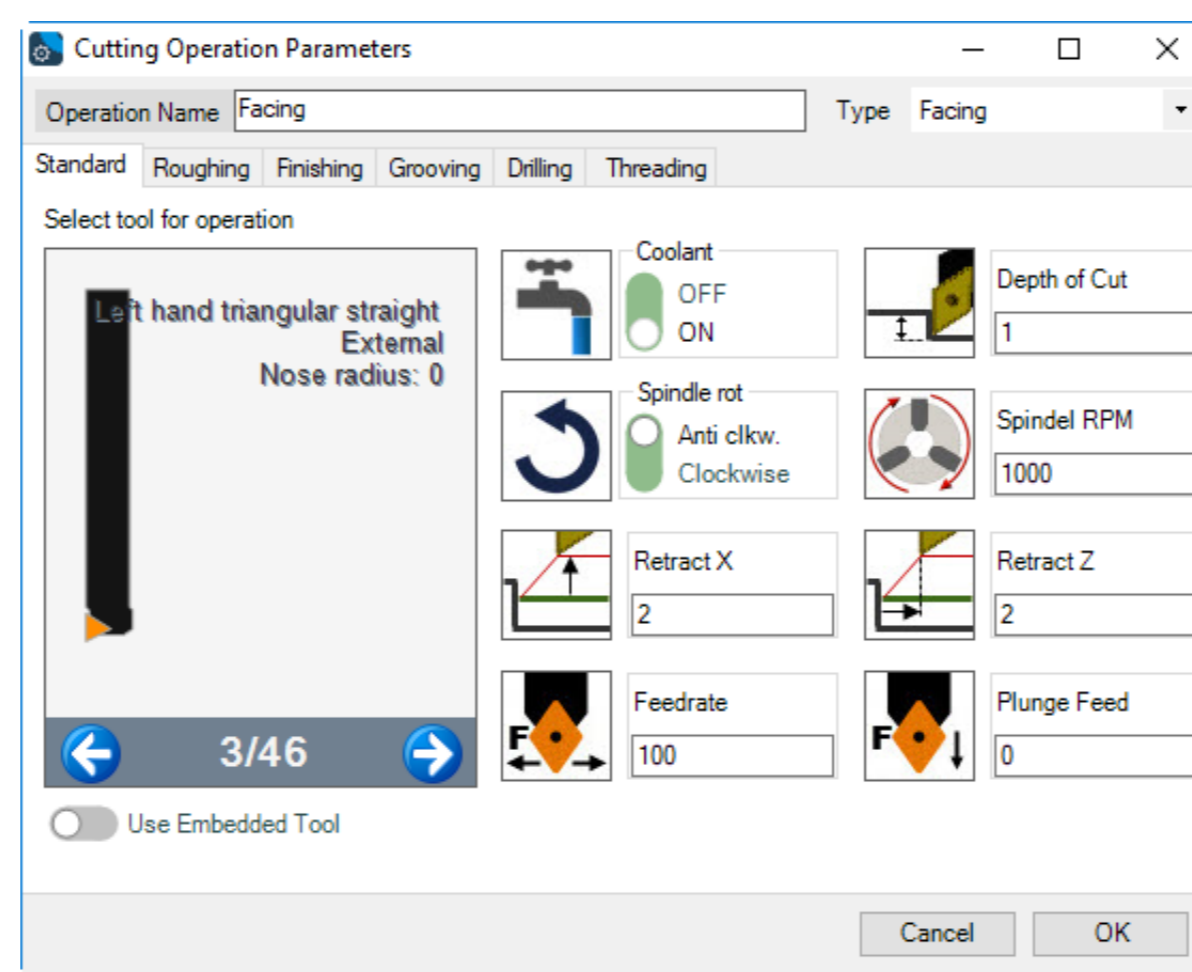 Cutting Operation Parameters
Operation Name Facing Type Facing
Standard Roughing Finishing Grooving Drilling Threading
Select tool for operation
Left hand triangular straight
External
Nose radius: 0
3/46
Use Embedded Tool
Coolant
OFF
ON
Depth of Cut
1
Spindle rot
Anti clkw.
Clockwise
Spindel RPM
1000
Retract X
2
Retract Z
2
Feedrate
F
100
Plunge Feed
F
0
Cancel OK